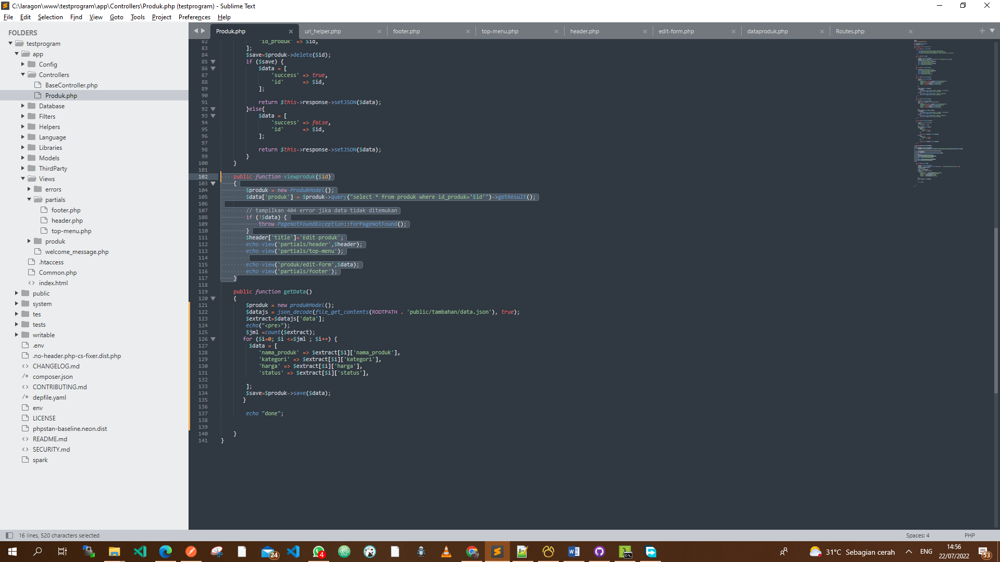 C:\laragon\www\testprogram\app\Controllers\Produk.php (testprogram) - Sublime Text
File Edit Selection Find View Goto Tools Project Preferences Help
FOLDERS
testprogram
app
Config
Controllers
BaseController.php
Produk.php
Database
Filters
Helpers
Language
Libraries
Models
ThirdParty
Views
errors
partials
footer.php
header.php
top-menu.php
produk
welcome_message.php
.htaccess
Common.php
index.html
public
system
tes
tests
writable
.env
.no-header.php-cs-fixer.dist.php
CHANGELOG.md
composer.json
CONTRIBUTING.md
depfile.yaml
env
LICENSE
phpstan-baseline.neon.dist
README.md
SECURITY.md
spark
Produk.php url_helper.php footer.php top-menu.php header.php edit-form.php dataproduk.php Routes.php
82 'id_produk' => $id,
83 ];
84 $save=$produk->delete($id);
85 if ($save) {
86 $data = [
87 'success' => true,
88 'id' => $id,
89 ];
90
91 return $this->response->setJSON($data);
92 }else{
93 $data = [
94 'success' => false,
95 'id' => $id,
96 ];
97
98 return $this->response->setJSON($data);
99 }
100 }
101
102 public function viewproduk($id)
103 {
104 $produk = new ProdukModel();
105 $data['produk'] = $produk->query("select * from produk where id_produk='$id'")->getResult();
106
107 // tampilkan 404 error jika data tidak ditemukan
108 if (!$data) {
109 throw PageNotFoundException::forPageNotFound();
110 }
111 $header['title']='Edit produk';
112 echo view('partials/header',$header);
113 echo view('partials/top-menu');
114
115 echo view('produk/edit-form',$data);
116 echo view('partials/footer');
117 }
118
119 public function getData()
120 {
121 $produk = new produkModel();
122 $datajs = json_decode(file_get_contents(ROOTPATH . 'public/tambahan/data.json'), true);
123 $extract=$datajs['data'];
124 echo("<pre>");
125 $jml =count($extract);
126 for ($i=0; $i <=$jml ; $i++) {
127 $data = [
128 'nama_produk' => $extract[$i]['nama_produk'],
129 'kategori' => $extract[$i]['kategori'],
130 'harga' => $extract[$i]['harga'],
131 'status' => $extract[$i]['status'],
132
133 ];
134 $save=$produk->save($data);
135 }
136
137 echo "done";
138
139
140 }
141 }
16 lines, 520 characters selected
Spaces: 4 PHP
24
4
31°C Sebagian cerah
ENG
14:56
22/07/2022
53